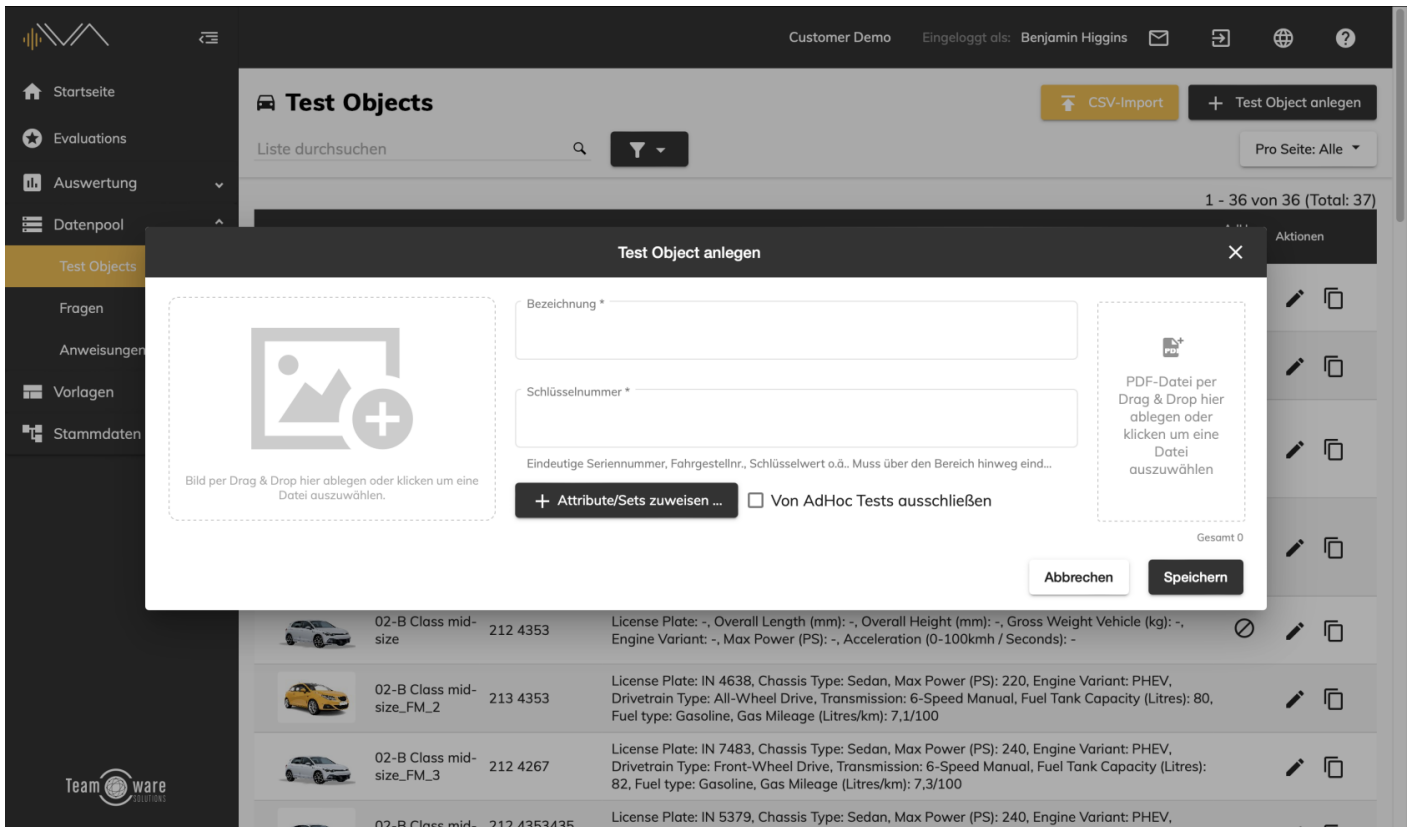 Customer Demo
Eingeloggt als: Benjamin Higgins
Startseite
Evaluations
Auswertung
Datenpool
Test Objects
Fragen
Anweisungen
Vorlagen
Stammdaten
Team ware
SOLUTIONS
Test Objects
CSV-Import
+ Test Object anlegen
Liste durchsuchen
Pro Seite: Alle
1 - 36 von 36 (Total: 37)
Aktionen
Test Object anlegen
Bild per Drag & Drop hier ablegen oder klicken um eine
Datei auszuwählen.
Bezeichnung *
Schlüsselnummer *
Eindeutige Seriennummer, Fahrgestellnr., Schlüsselwert o.ä.. Muss über den Bereich hinweg eind...
+ Attribute/Sets zuweisen ...
Von AdHoc Tests ausschließen
PDF
PDF-Datei per
Drag & Drop hier
ablegen oder
klicken um eine
Datei
auszuwählen
Gesamt 0
Abbrechen
Speichern
02-B Class mid-
size
212 4353
License Plate: -, Overall Length (mm): -, Overall Height (mm): -, Gross Weight Vehicle (kg): -,
Engine Variant: -, Max Power (PS): -, Acceleration (0-100kmh / Seconds): -
02-B Class mid-
size_FM_2
213 4353
License Plate: IN 4638, Chassis Type: Sedan, Max Power (PS): 220, Engine Variant: PHEV,
Drivetrain Type: All-Wheel Drive, Transmission: 6-Speed Manual, Fuel Tank Capacity (Litres): 80,
Fuel type: Gasoline, Gas Mileage (Litres/km): 7,1/100
02-B Class mid-
size_FM_3
212 4267
License Plate: IN 7483, Chassis Type: Sedan, Max Power (PS): 240, Engine Variant: PHEV,
Drivetrain Type: Front-Wheel Drive, Transmission: 6-Speed Manual, Fuel Tank Capacity (Litres):
82, Fuel type: Gasoline, Gas Mileage (Litres/km): 7,3/100
02-B Class mid-
212 4353435
License Plate: IN 5379, Chassis Type: Sedan, Max Power (PS): 240, Engine Variant: PHEV,